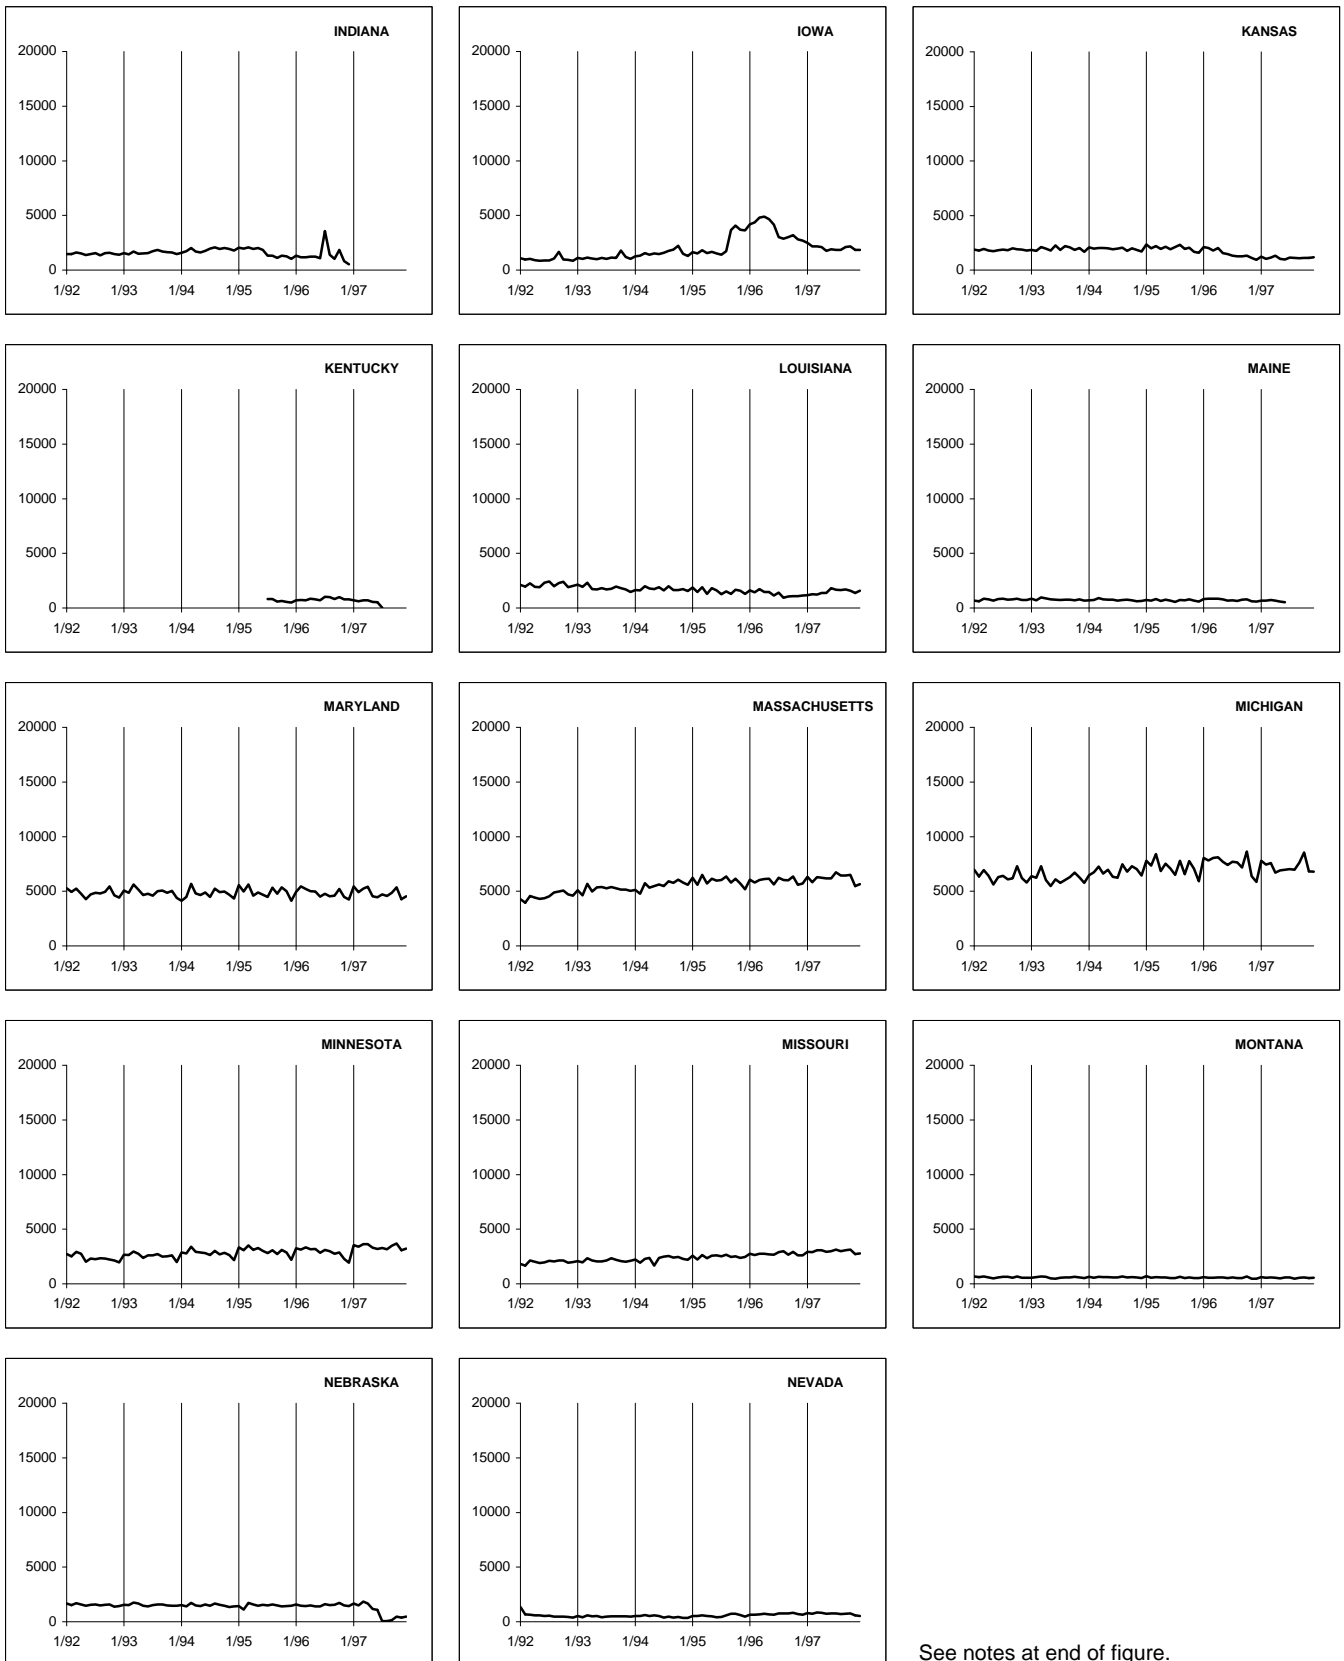 INDIANA
20000
15000
10000
5000
0
1/92 1/93 1/94 1/95 1/96 1/97
IOWA
20000
15000
10000
5000
0
1/92 1/93 1/94 1/95 1/96 1/97
KANSAS
20000
15000
10000
5000
0
1/92 1/93 1/94 1/95 1/96 1/97
KENTUCKY
20000
15000
10000
5000
0
1/92 1/93 1/94 1/95 1/96 1/97
LOUISIANA
20000
15000
10000
5000
0
1/92 1/93 1/94 1/95 1/96 1/97
MAINE
20000
15000
10000
5000
0
1/92 1/93 1/94 1/95 1/96 1/97
MARYLAND
20000
15000
10000
5000
0
1/92 1/93 1/94 1/95 1/96 1/97
MASSACHUSETTS
20000
15000
10000
5000
0
1/92 1/93 1/94 1/95 1/96 1/97
MICHIGAN
20000
15000
10000
5000
0
1/92 1/93 1/94 1/95 1/96 1/97
MINNESOTA
20000
15000
10000
5000
0
1/92 1/93 1/94 1/95 1/96 1/97
MISSOURI
20000
15000
10000
5000
0
1/92 1/93 1/94 1/95 1/96 1/97
MONTANA
20000
15000
10000
5000
0
1/92 1/93 1/94 1/95 1/96 1/97
NEBRASKA
20000
15000
10000
5000
0
1/92 1/93 1/94 1/95 1/96 1/97
NEVADA
20000
15000
10000
5000
0
1/92 1/93 1/94 1/95 1/96 1/97
See notes at end of figure.